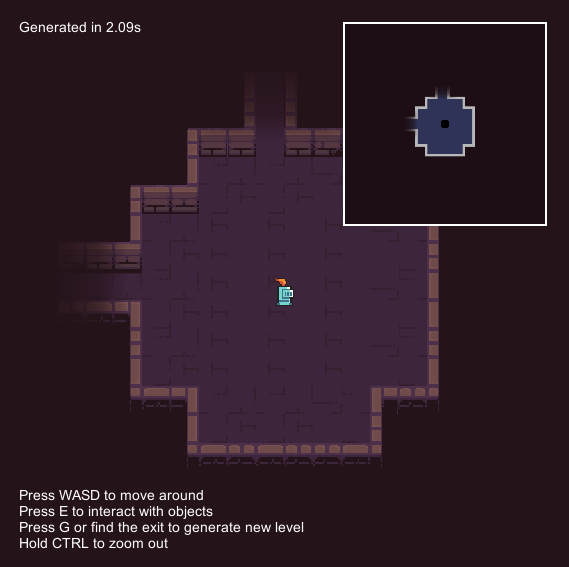 Generated in 2.09s
Press WASD to move around
Press E to interact with objects
Press G or find the exit to generate new level
Hold CTRL to zoom out